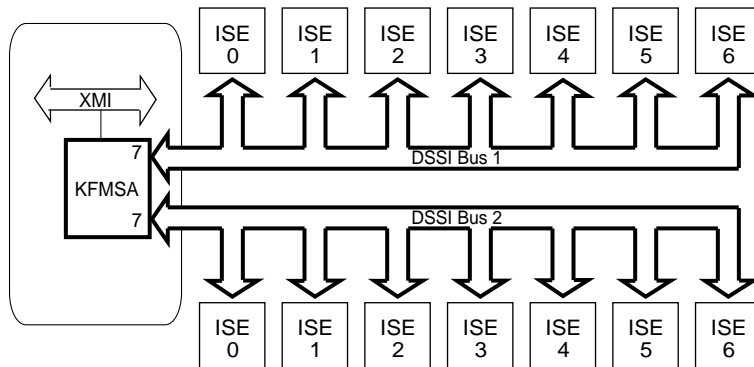 ISE ISE ISE ISE ISE ISE ISE
0 1 2 3 4 5 6
XMI
7
DSSI Bus 1
KFMSA
7
DSSI Bus 2
ISE ISE ISE ISE ISE ISE ISE
0 1 2 3 4 5 6